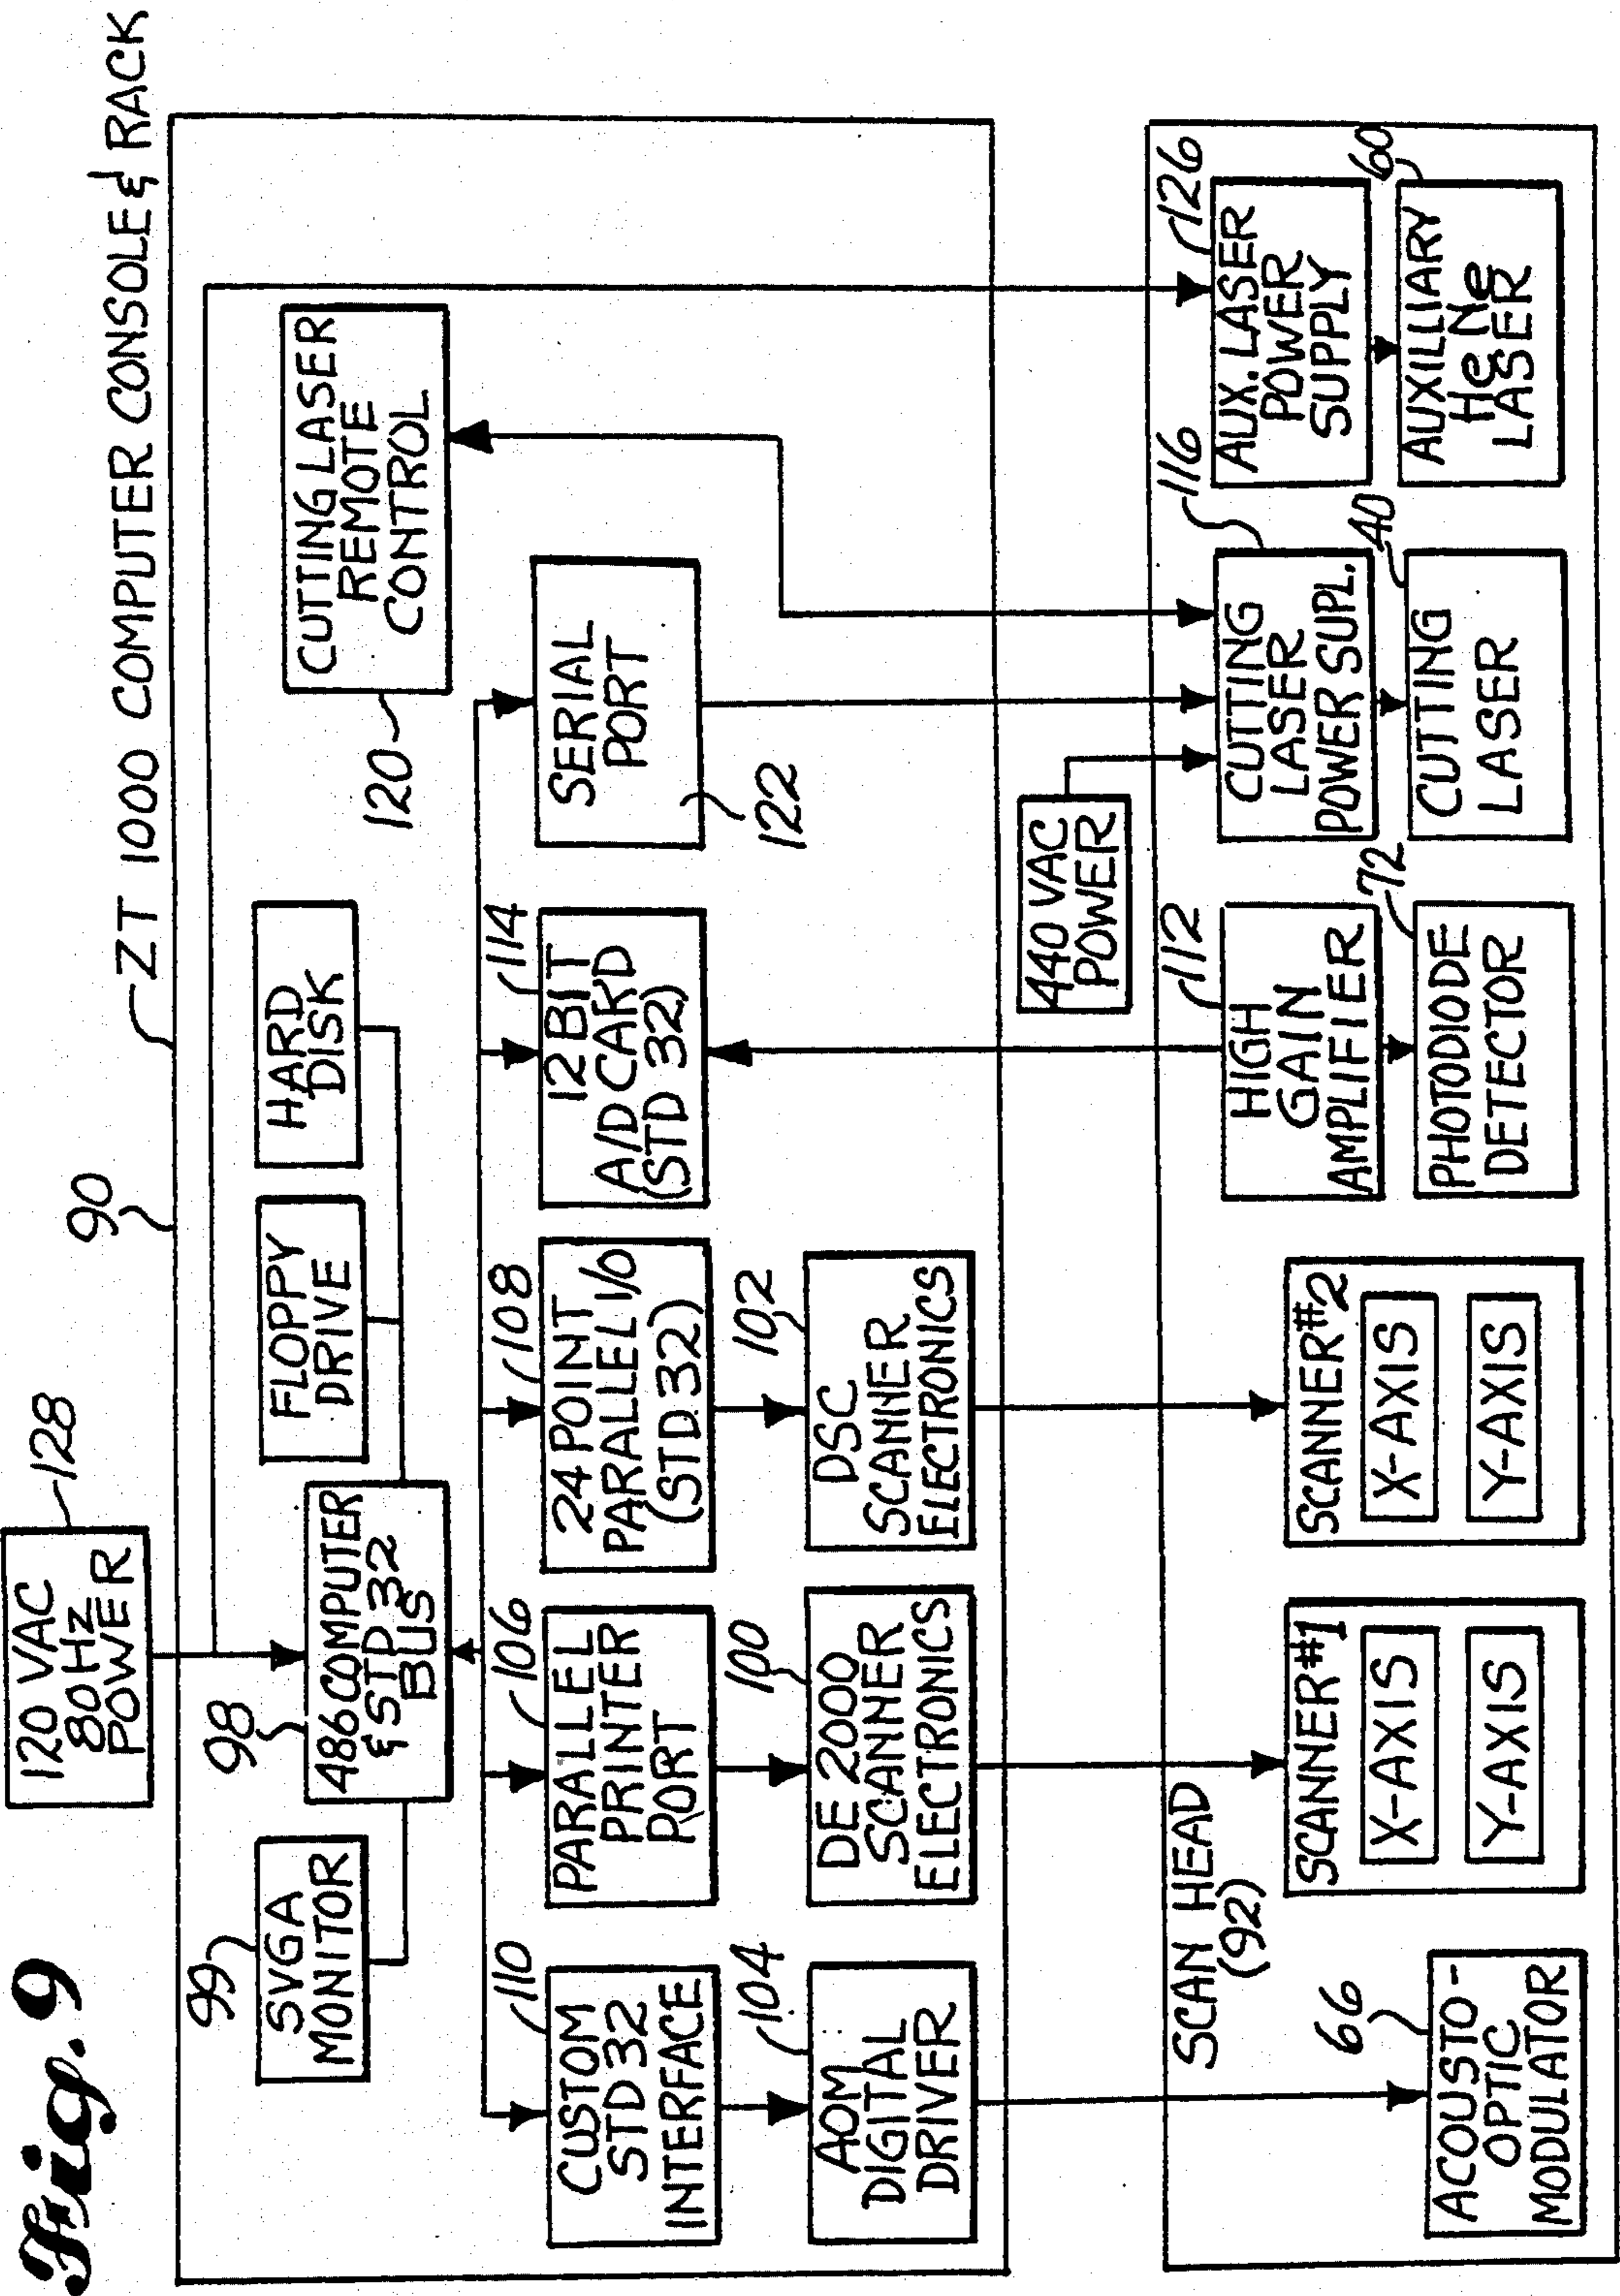 Fig. 9
120 VAC
80 Hz
POWER
128
90
ZT 1000 COMPUTER CONSOLE & RACK
99
SVGA
MONITOR
98
486 COMPUTER
& STD 32
BUS
FLOPPY
DRIVE
HARD
DISK
120
CUTTING LASER
REMOTE
CONTROL
110
CUSTOM
STD 32
INTERFACE
106
PARALLEL
PRINTER
PORT
108
24 POINT
PARALLEL I/O
(STD 32)
114
12 BIT
A/D CARD
(STD 32)
SERIAL
PORT
122
104
AOM
DIGITAL
DRIVER
100
DE 2000
SCANNER
ELECTRONICS
102
DSC
SCANNER
ELECTRONICS
440 VAC
POWER
SCAN HEAD
(92)
112
HIGH
GAIN
AMPLIFIER
116
CUTTING
LASER
POWER SUPL.
126
AUX. LASER
POWER
SUPPLY
66
ACOUSTO-
OPTIC
MODULATOR
SCANNER #1
X-AXIS
Y-AXIS
SCANNER #2
X-AXIS
Y-AXIS
72
PHOTODIODE
DETECTOR
40
CUTTING
LASER
60
AUXILLIARY
HeNe
LASER